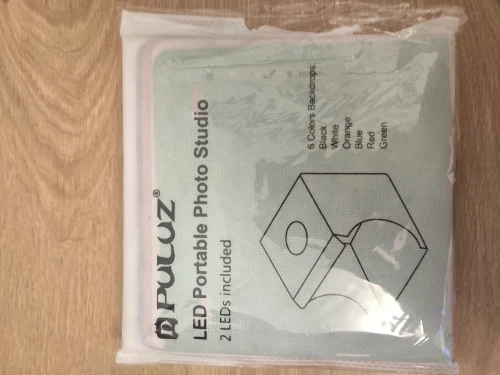 PULUZ®
LED Portable Photo Studio
2 LEDs included
6 Colors Backdrops:
Black
White
Orange
Blue
Red
Green